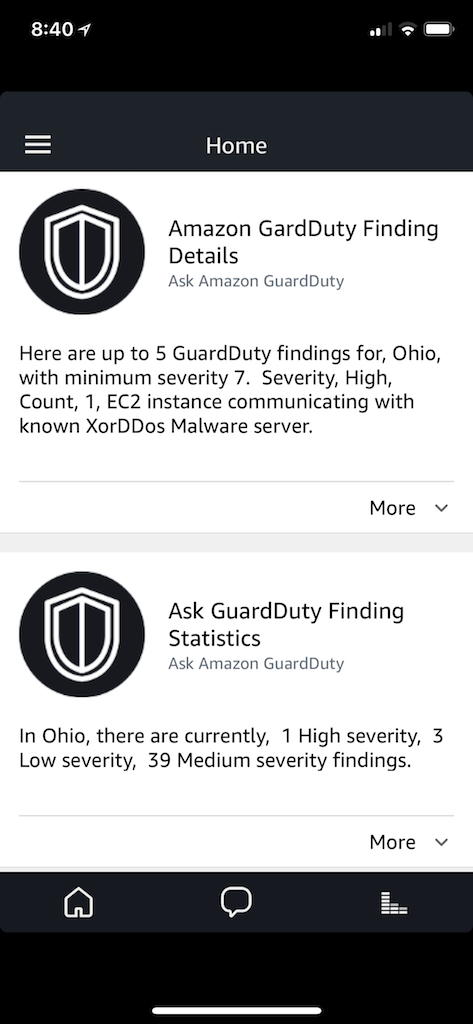 8:40
Home
Amazon GardDuty Finding
Details
Ask Amazon GuardDuty
Here are up to 5 GuardDuty findings for, Ohio,
with minimum severity 7.  Severity, High,
Count, 1, EC2 instance communicating with
known XorDDos Malware server.
More
Ask GuardDuty Finding
Statistics
Ask Amazon GuardDuty
In Ohio, there are currently,  1 High severity,  3
Low severity,  39 Medium severity findings.
More